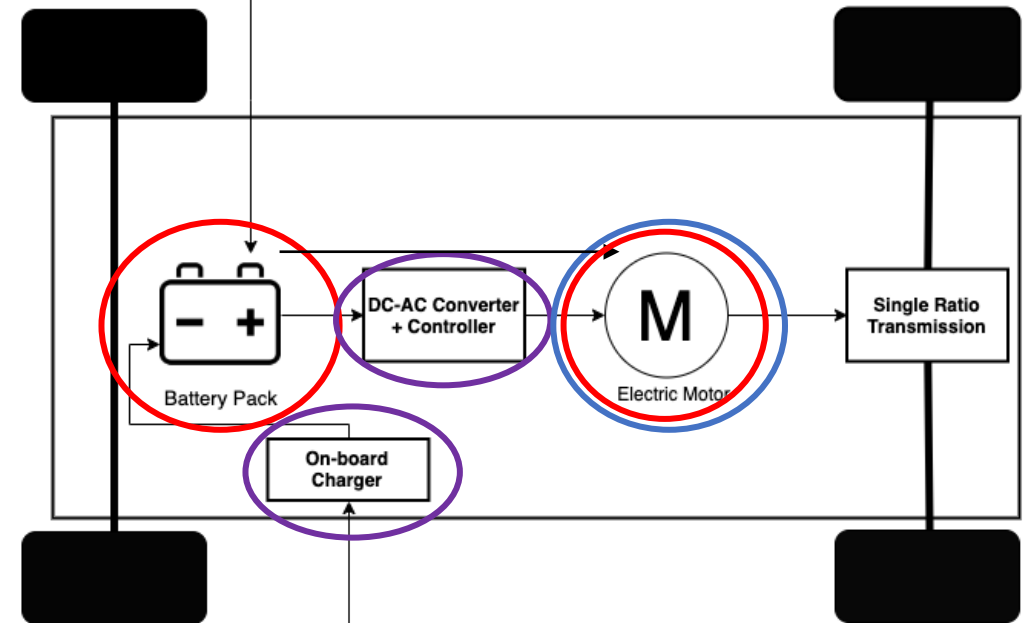 DC-AC Converter
+ Controller
M
Single Ratio
Transmission
Battery Pack
Electric Motor
On-board
Charger